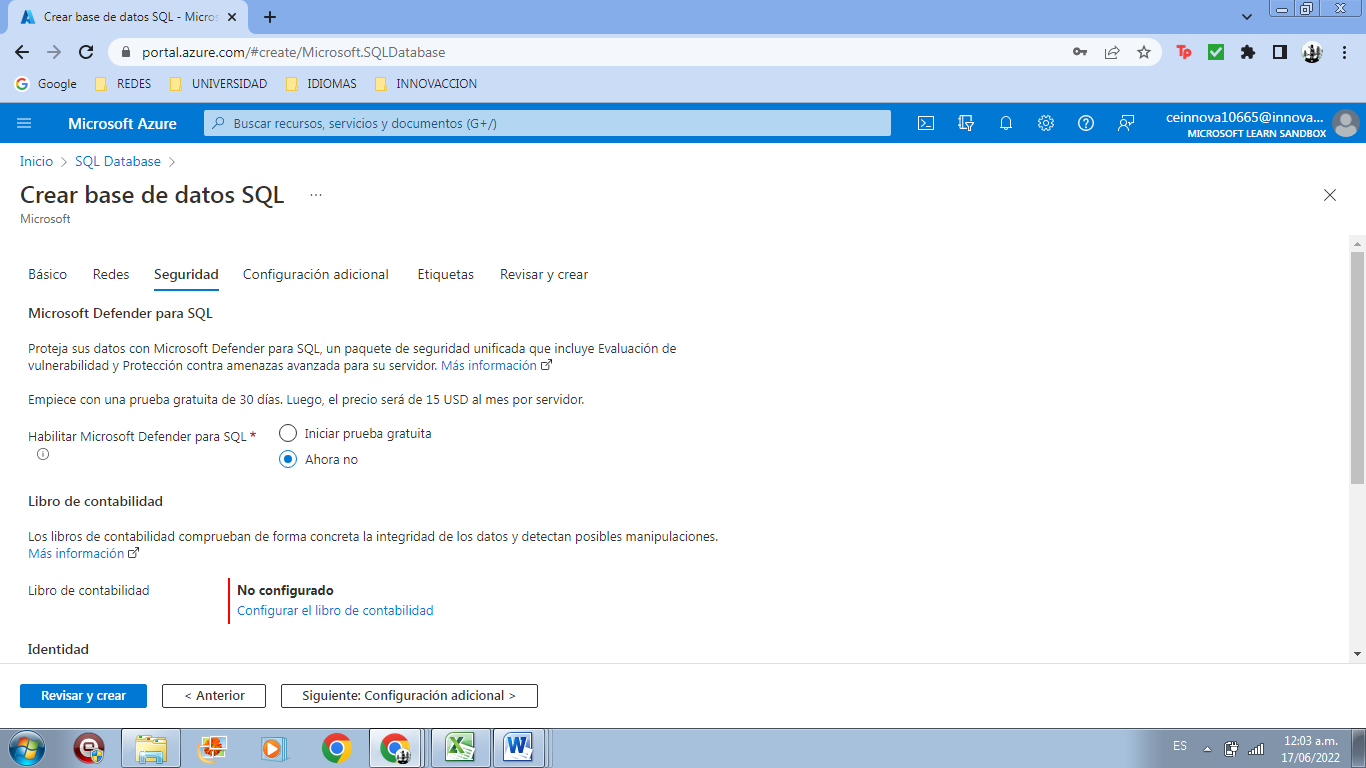 Crear base de datos SQL - Micros
portal.azure.com/#create/Microsoft.SQLDatabase
Google REDES UNIVERSIDAD IDIOMAS INNOVACCION
Microsoft Azure
Buscar recursos, servicios y documentos (G+/)
ceinnova10665@innova...
MICROSOFT LEARN SANDBOX
Inicio > SQL Database >
Crear base de datos SQL ...
Microsoft
Básico Redes Seguridad Configuración adicional Etiquetas Revisar y crear
Microsoft Defender para SQL
Proteja sus datos con Microsoft Defender para SQL, un paquete de seguridad unificada que incluye Evaluación de
vulnerabilidad y Protección contra amenazas avanzada para su servidor. Más información
Empiece con una prueba gratuita de 30 días. Luego, el precio será de 15 USD al mes por servidor.
Habilitar Microsoft Defender para SQL *
Iniciar prueba gratuita
Ahora no
Libro de contabilidad
Los libros de contabilidad comprueban de forma concreta la integridad de los datos y detectan posibles manipulaciones.
Más información
Libro de contabilidad
No configurado
Configurar el libro de contabilidad
Identidad
Revisar y crear
< Anterior
Siguiente: Configuración adicional >
ES
12:03 a.m.
17/06/2022